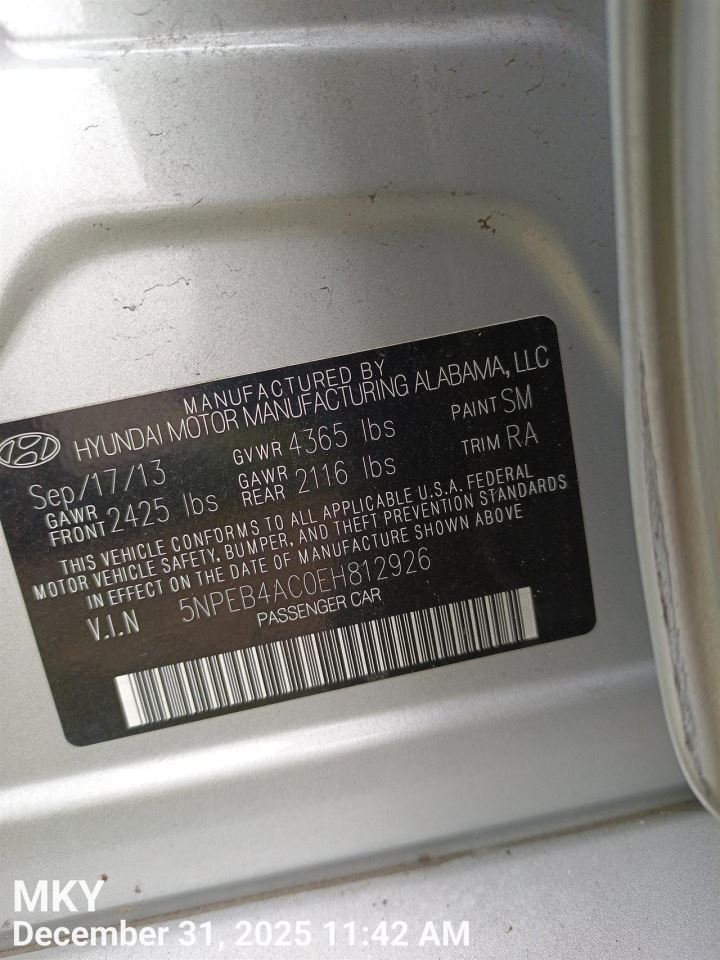 MANUFACTURED BY
HYUNDAI MOTOR MANUFACTURING ALABAMA, LLC
Sep/17/13 GVWR 4365 lbs PAINT SM
GAWR FRONT 2425 lbs GAWR REAR 2116 lbs TRIM RA
THIS VEHICLE CONFORMS TO ALL APPLICABLE U.S.A. FEDERAL
MOTOR VEHICLE SAFETY, BUMPER, AND THEFT PREVENTION STANDARDS
IN EFFECT ON THE DATE OF MANUFACTURE SHOWN ABOVE
V.I.N 5NPEB4AC0EH812926
PASSENGER CAR
MKY
December 31, 2025 11:42 AM